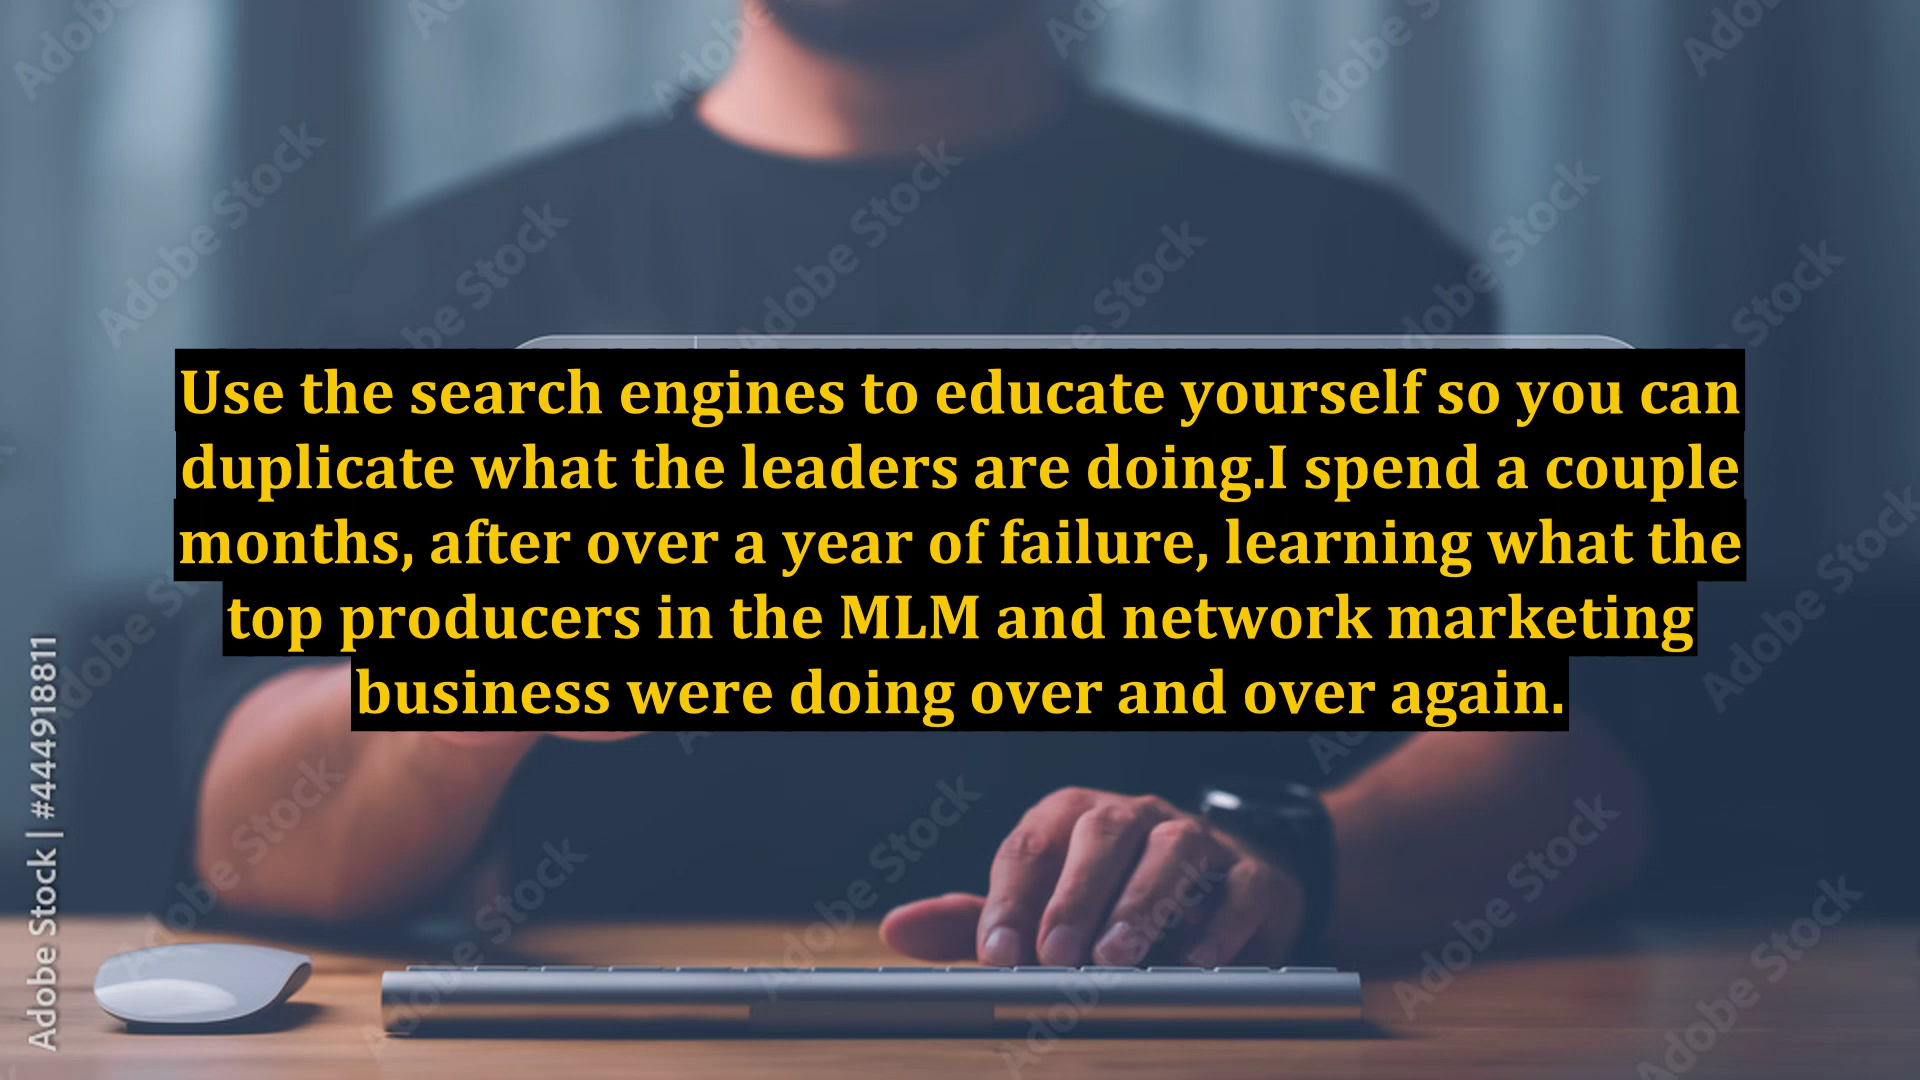 Use the search engines to educate yourself so you can
duplicate what the leaders are doing.I spend a couple
months, after over a year of failure, learning what the
top producers in the MLM and network marketing
business were doing over and over again.
Adobe Stock | #444918811